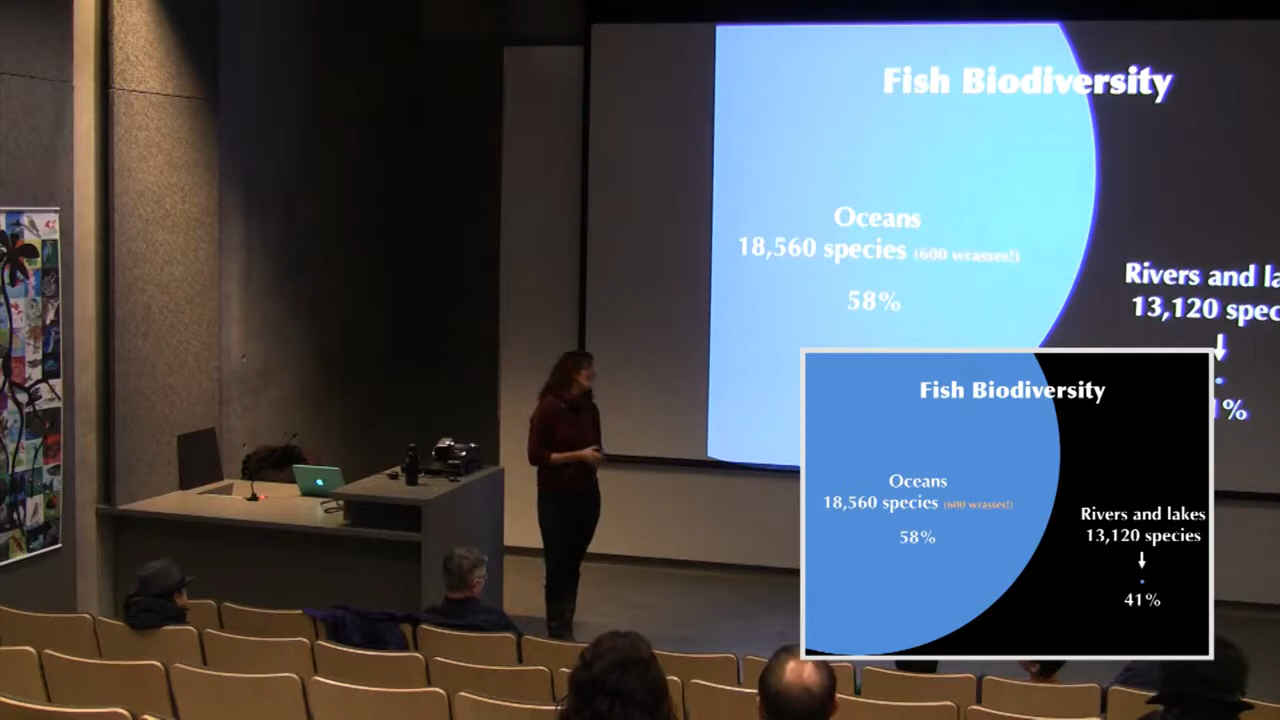 Fish Biodiversity
Oceans
18,560 species (600 wrasses!)
58%
Rivers and la
13,120 spec
1%
Fish Biodiversity
Oceans
18,560 species (600 wrasses!)
58%
Rivers and lakes
13,120 species
41%